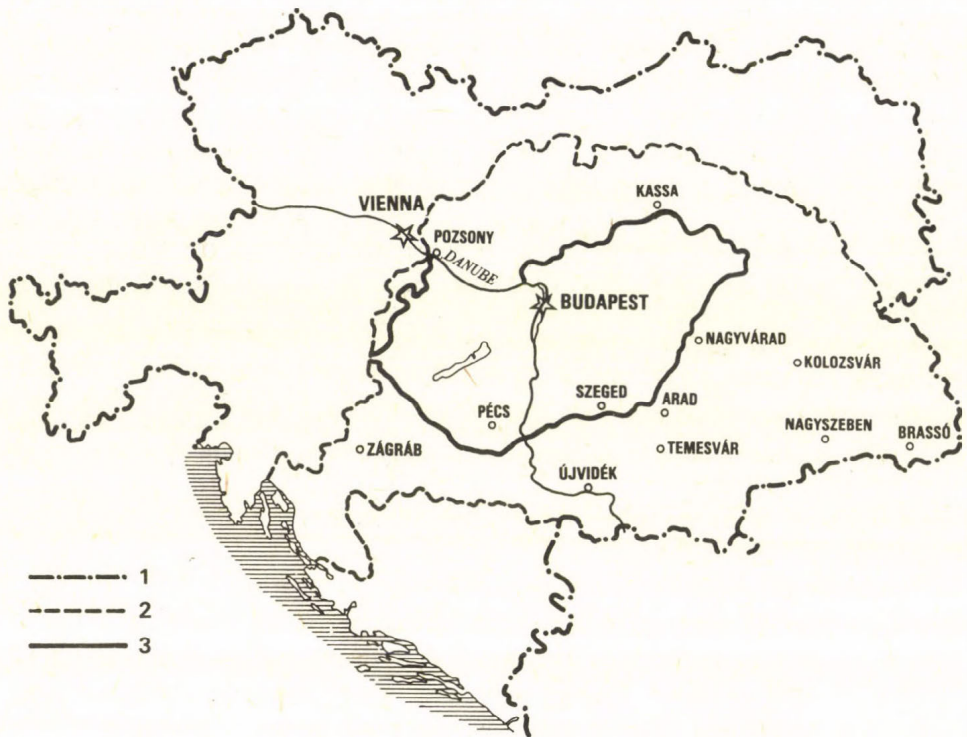 KASSA
VIENNA
POZSONY
DANUBE
BUDAPEST
NAGYVÁRAD
KOLOZSVÁR
SZEGED
ARAD
PÉCS
NAGYSZEBEN
BRASSÓ
ZÁGRÁB
TEMESVÁR
ÚJVIDÉK
1
2
3